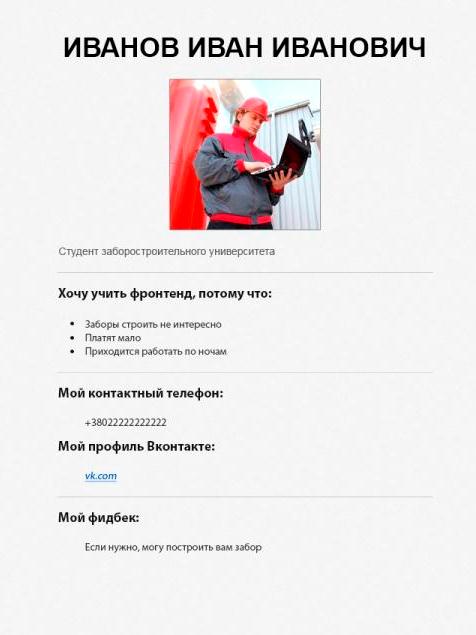 ИВАНОВ ИВАН ИВАНОВИЧ
Студент заборостроительного университета
Хочу учить фронтенд, потому что:
• Заборы строить не интересно
• Платят мало
• Приходится работать по ночам
Мой контактный телефон:
+38022222222222
Мой профиль Вконтакте:
vk.com
Мой фидбек:
Если нужно, могу построить вам забор